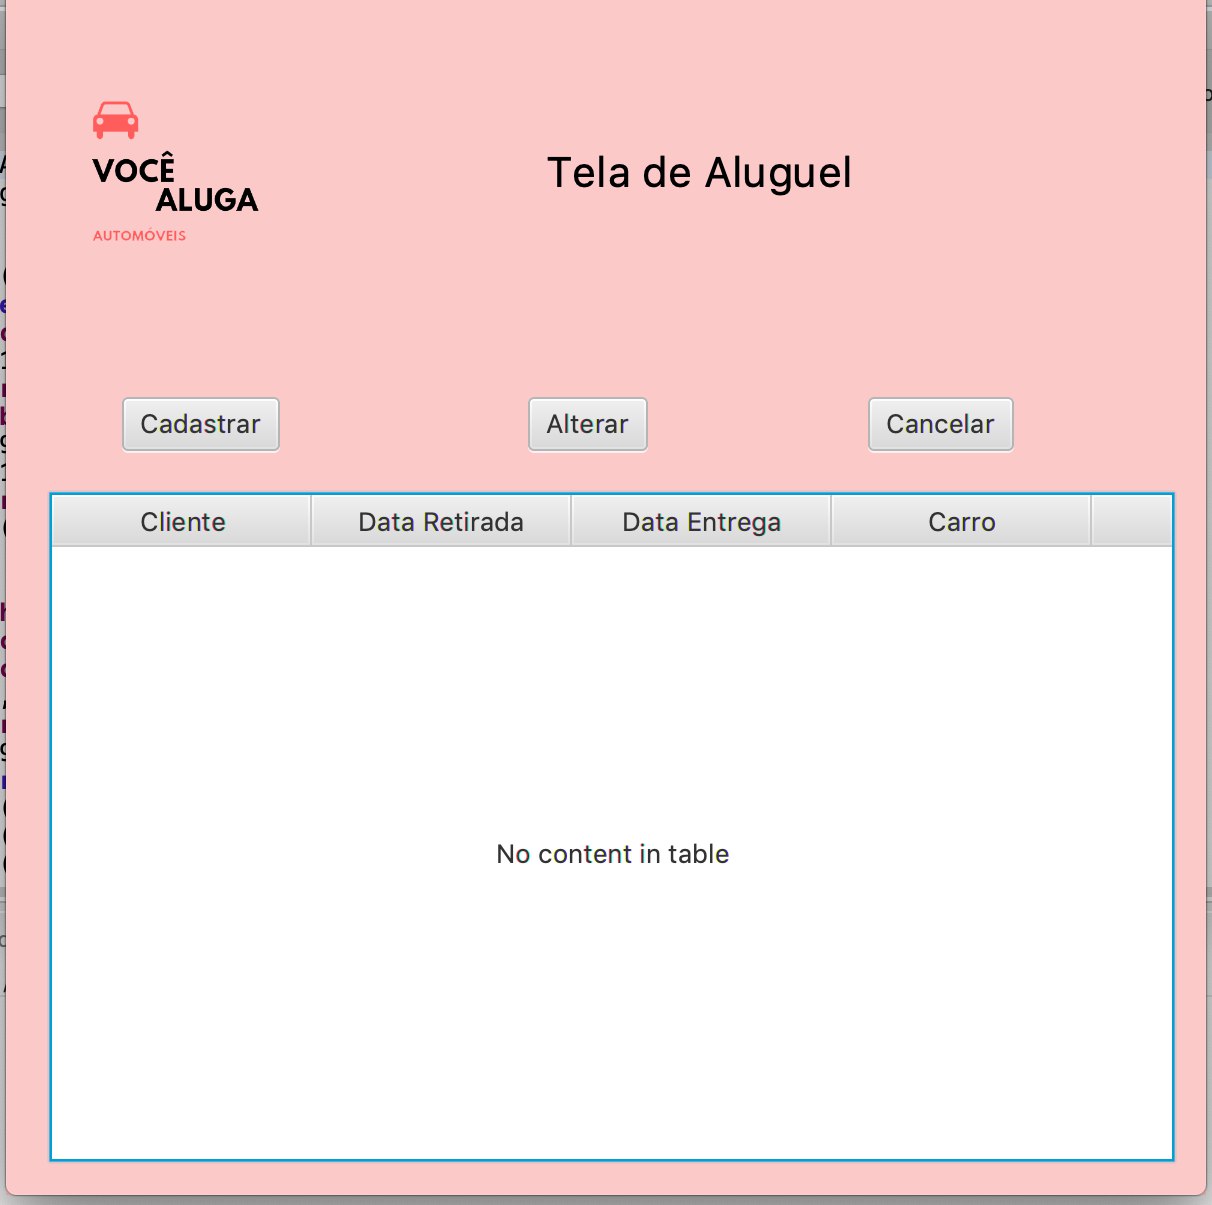 VOCÊ
ALUGA
AUTOMÓVEIS
Tela de Aluguel
Cadastrar Alterar Cancelar
Cliente Data Retirada Data Entrega Carro
No content in table